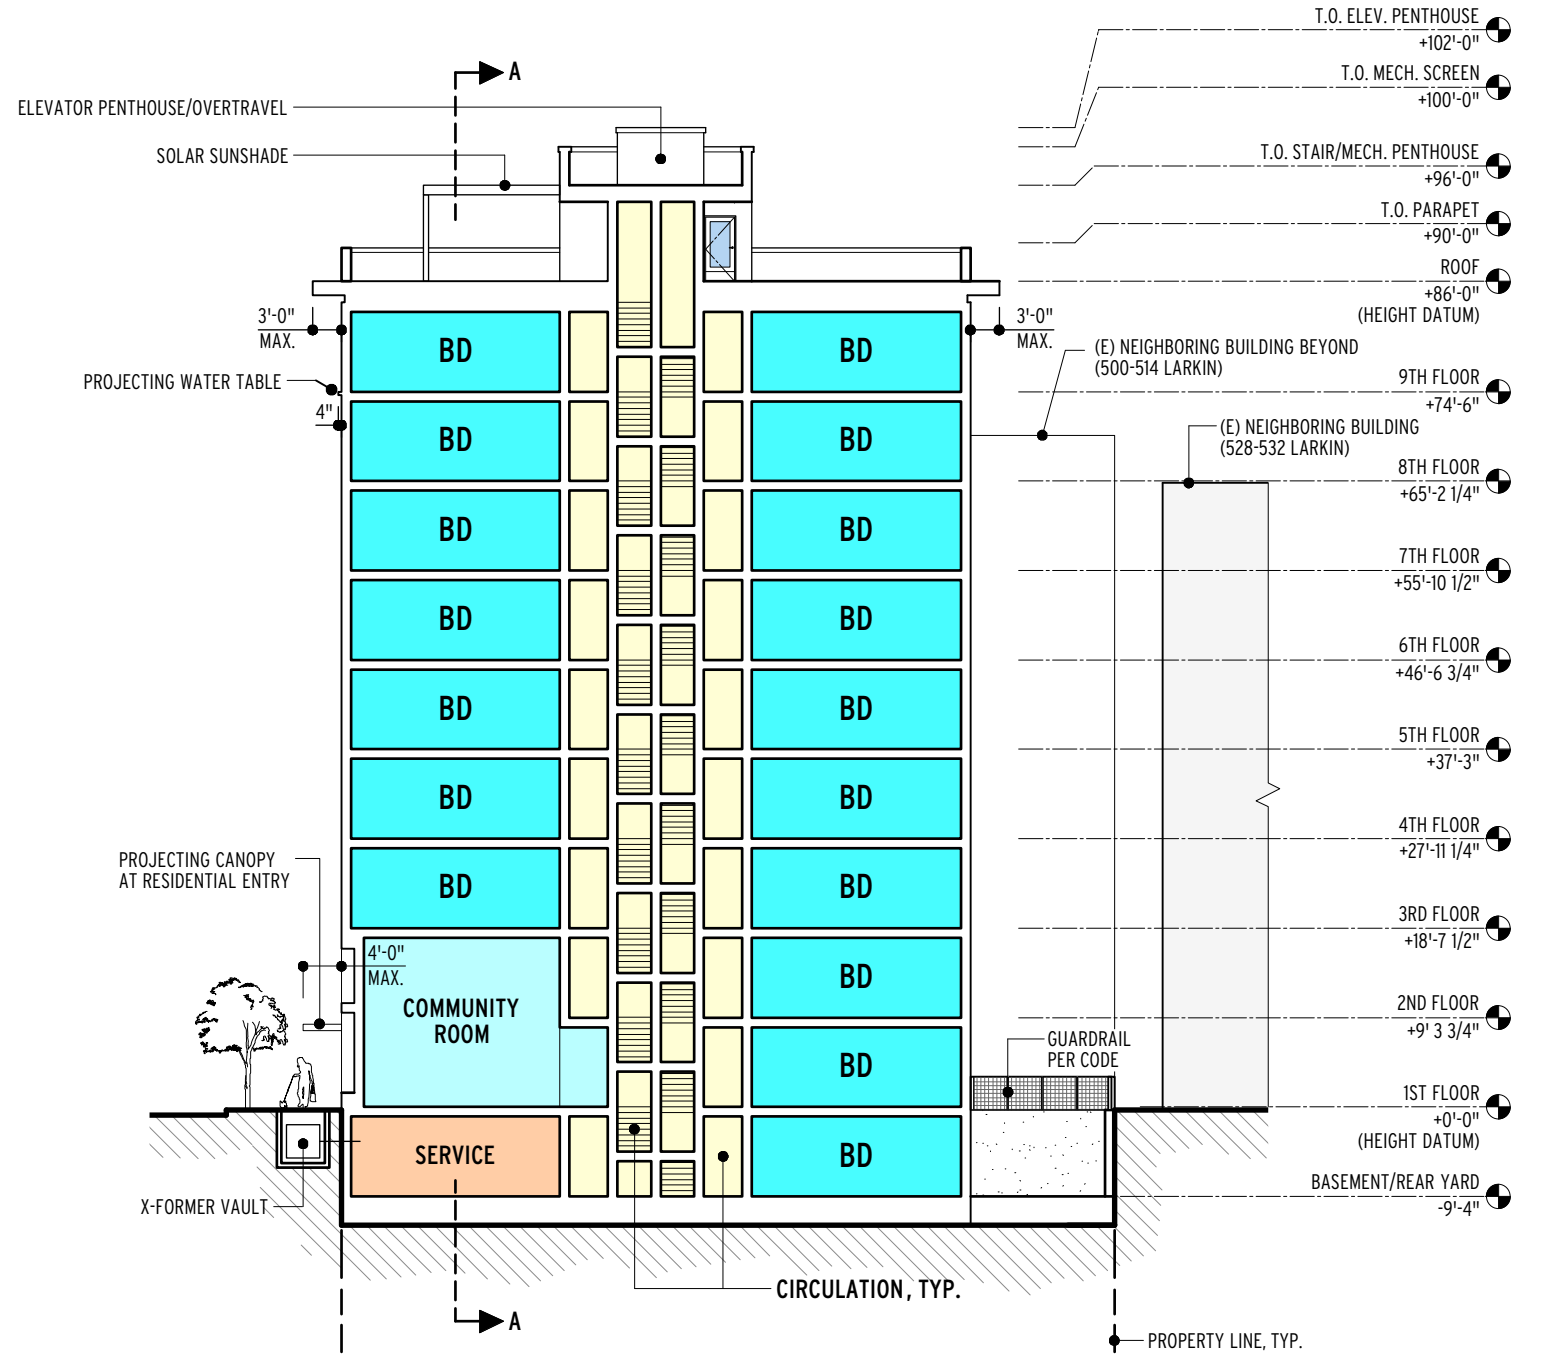 T.O. ELEV. PENTHOUSE
+102'-0"
T.O. MECH. SCREEN
+100'-0"
T.O. STAIR/MECH. PENTHOUSE
+96'-0"
T.O. PARAPET
+90'-0"
ROOF
+86'-0"
(HEIGHT DATUM)
9TH FLOOR
+74'-6"
8TH FLOOR
+65'-2 1/4"
7TH FLOOR
+55'-10 1/2"
6TH FLOOR
+46'-6 3/4"
5TH FLOOR
+37'-3"
4TH FLOOR
+27'-11 1/4"
3RD FLOOR
+18'-7 1/2"
2ND FLOOR
+9' 3 3/4"
1ST FLOOR
+0'-0"
(HEIGHT DATUM)
BASEMENT/REAR YARD
-9'-4"
A
ELEVATOR PENTHOUSE/OVERTRAVEL
SOLAR SUNSHADE
3'-0"
MAX.
3'-0"
MAX.
PROJECTING WATER TABLE
4"
(E) NEIGHBORING BUILDING BEYOND
(500-514 LARKIN)
(E) NEIGHBORING BUILDING
(528-532 LARKIN)
BD
BD
BD
BD
BD
BD
BD
BD
BD
BD
BD
BD
BD
BD
PROJECTING CANOPY
AT RESIDENTIAL ENTRY
4'-0"
MAX.
COMMUNITY
ROOM
BD
BD
GUARDRAIL
PER CODE
SERVICE
BD
X-FORMER VAULT
CIRCULATION, TYP.
A
PROPERTY LINE, TYP.